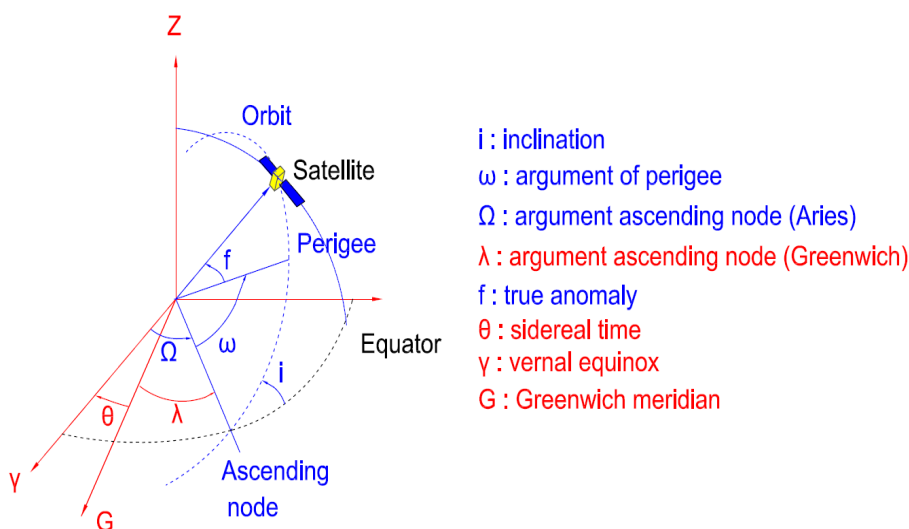 Z
Orbit
Satellite
Perigee
f
Equator
Ω
ω
i
θ
λ
γ
G
Ascending
node
i : inclination
ω : argument of perigee
Ω : argument ascending node (Aries)
λ : argument ascending node (Greenwich)
f : true anomaly
θ : sidereal time
γ : vernal equinox
G : Greenwich meridian